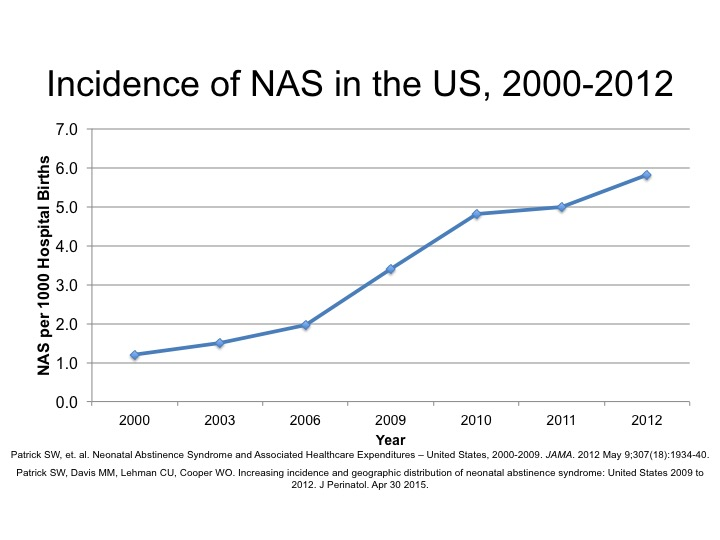 Incidence of NAS in the US, 2000-2012
NAS per 1000 Hospital Births
7.0
6.0
5.0
4.0
3.0
2.0
1.0
0.0
2000 2003 2006 2009 2010 2011 2012
Year
Patrick SW, et. al. Neonatal Abstinence Syndrome and Associated Healthcare Expenditures – United States, 2000-2009. JAMA. 2012 May 9;307(18):1934-40.
Patrick SW, Davis MM, Lehman CU, Cooper WO. Increasing incidence and geographic distribution of neonatal abstinence syndrome: United States 2009 to
2012. J Perinatol. Apr 30 2015.